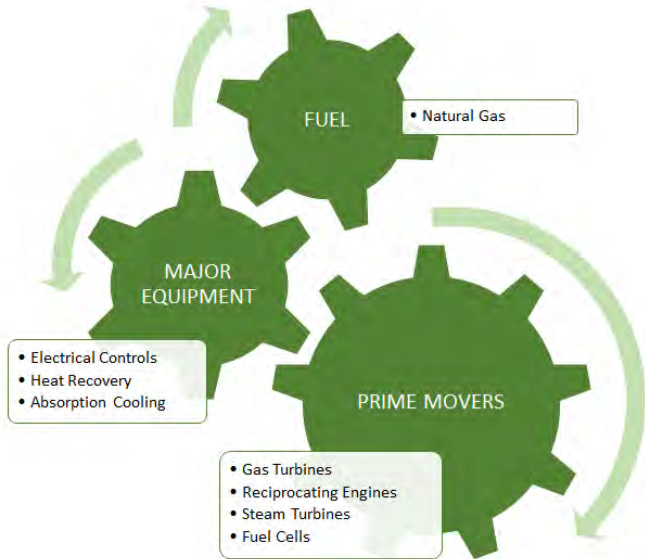 FUEL
• Natural Gas
MAJOR
EQUIPMENT
• Electrical Controls
• Heat Recovery
• Absorption Cooling
PRIME MOVERS
• Gas Turbines
• Reciprocating Engines
• Steam Turbines
• Fuel Cells